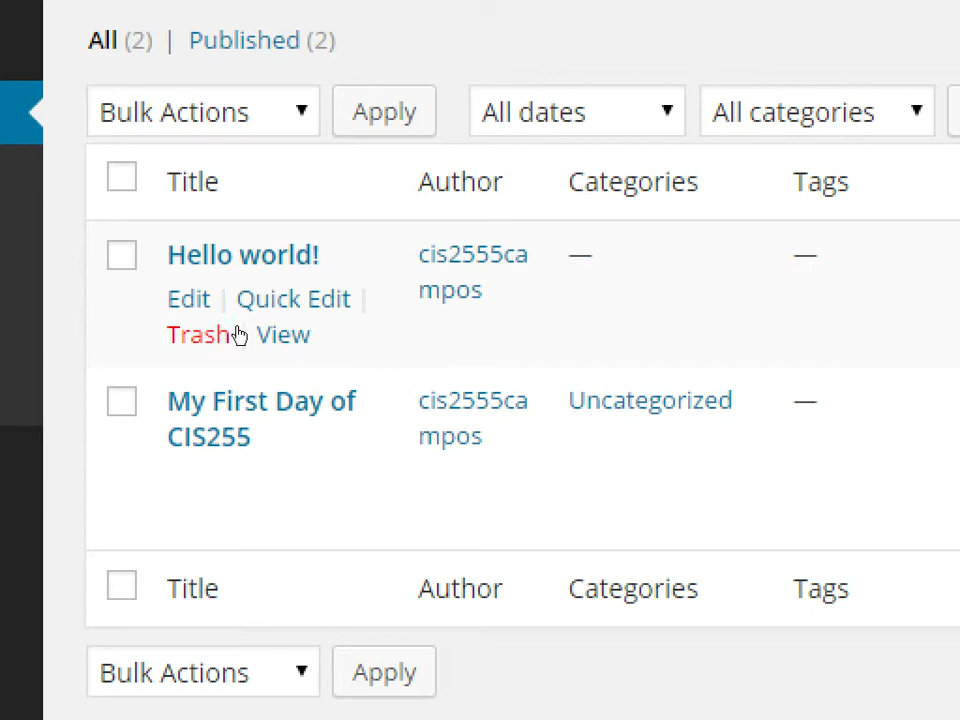 All (2) | Published (2)
Bulk Actions Apply All dates All categories
Title Author Categories Tags
Hello world! cis2555ca — —
mpos
Edit | Quick Edit |
Trash View
My First Day of cis2555ca Uncategorized —
CIS255 mpos
Title Author Categories Tags
Bulk Actions Apply